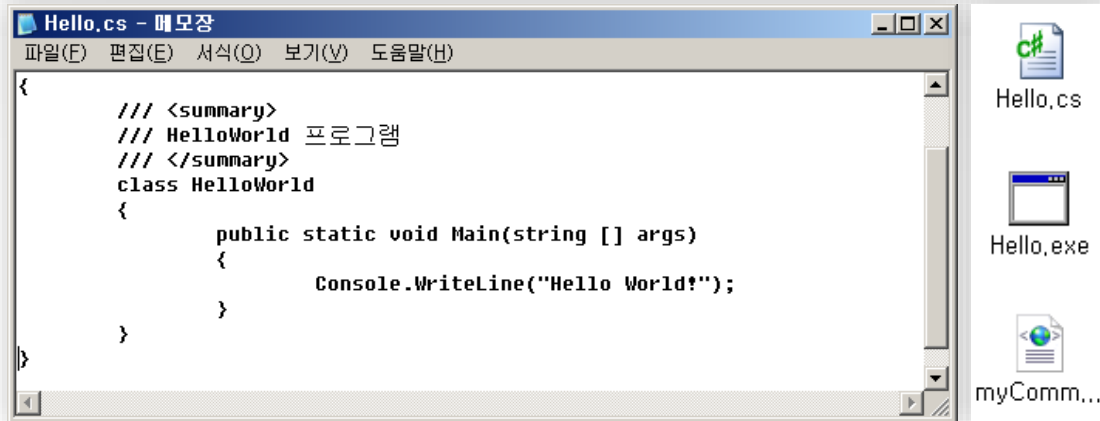 Hello.cs - 메모장
파일(F) 편집(E) 서식(O) 보기(V) 도움말(H)
{
/// <summary>
/// HelloWorld 프로그램
/// </summary>
class HelloWorld
{
public static void Main(string [] args)
{
Console.WriteLine("Hello World!");
}
}
}
Hello.cs
Hello.exe
myComm...